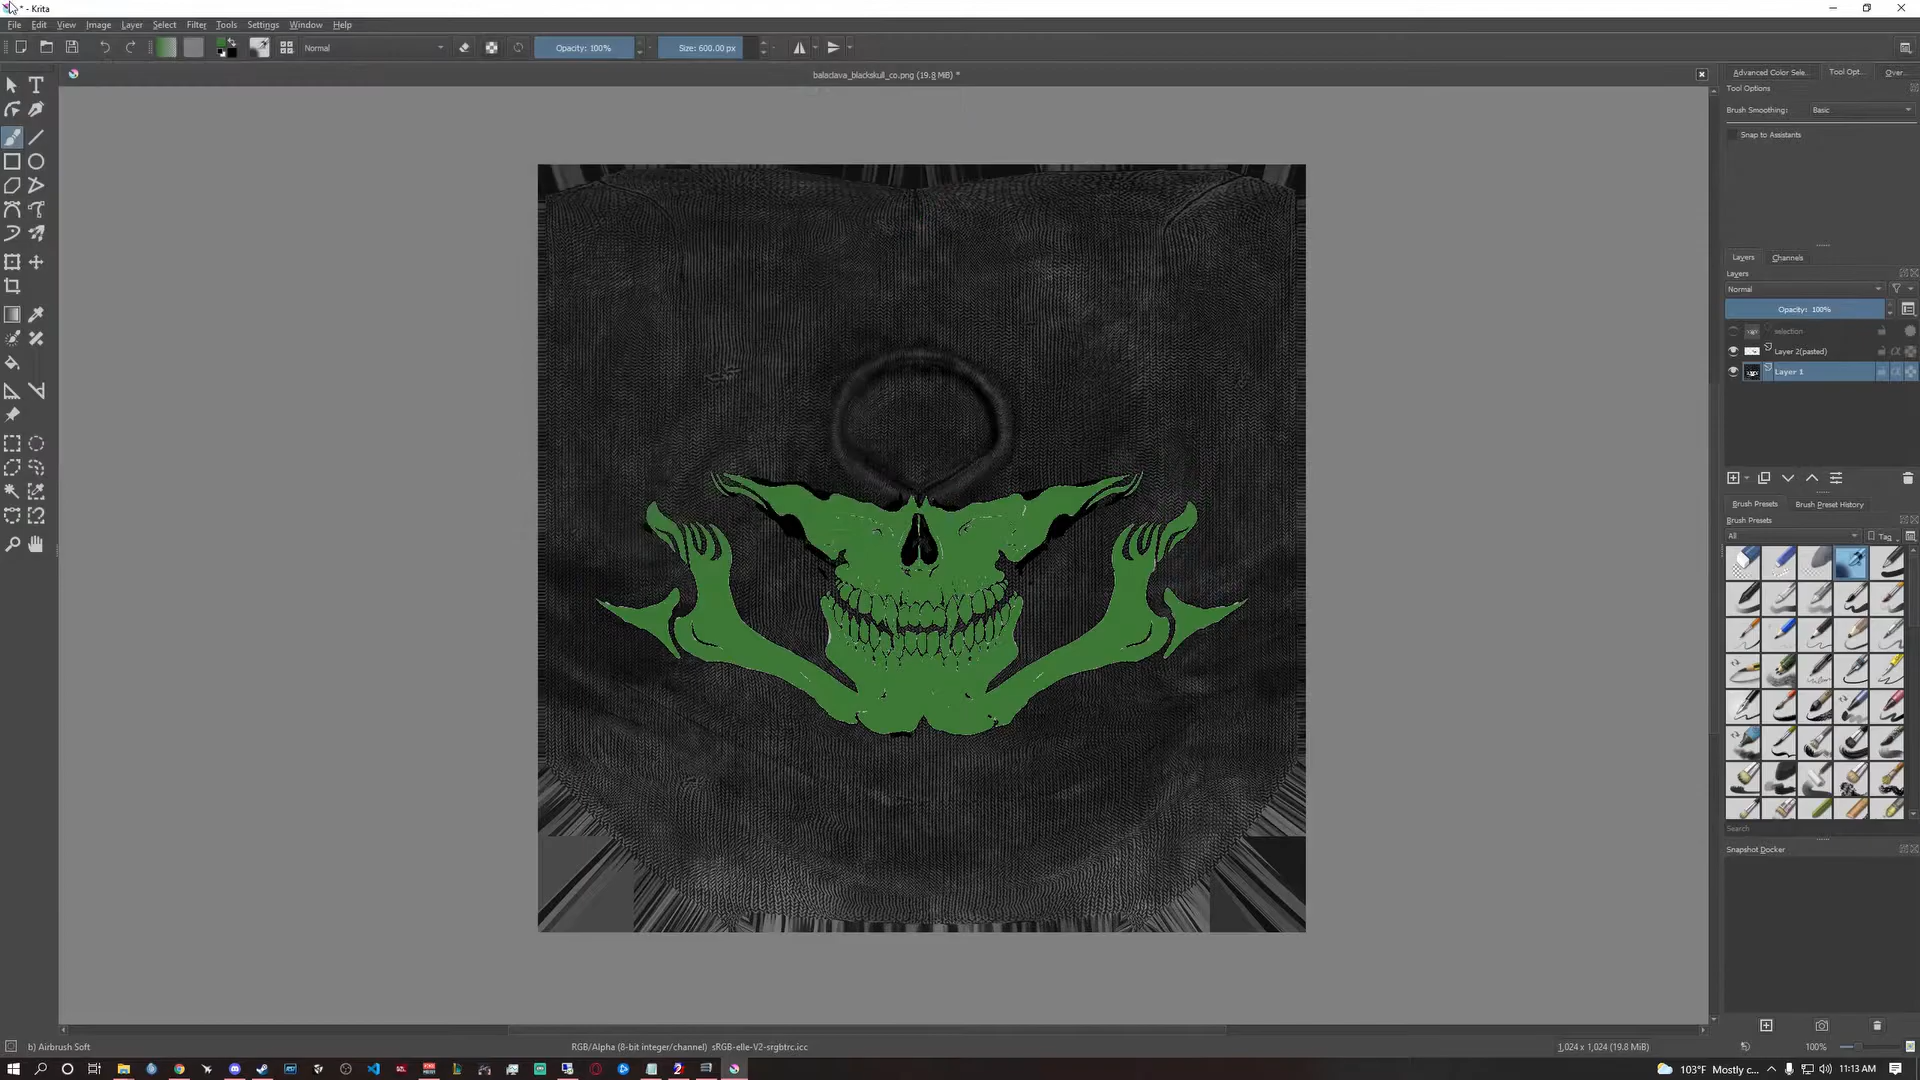 * - Krita
File Edit View Image Layer Select Filter Tools Settings Window Help
Normal
Opacity: 100%
Size: 600.00 px
balaclava_blackskull_co.png (19.8 MiB) *
Advanced Color Sele... Tool Opt... Over...
Tool Options
Brush Smoothing: Basic
Snap to Assistants
Layers Channels
Layers
Normal
Opacity: 100%
selection
Layer 2(pasted)
Layer 1
Brush Presets Brush Preset History
Brush Presets
All Tag
Search
Snapshot Docker
b) Airbrush Soft
RGB/Alpha (8-bit integer/channel) sRGB-elle-V2-srgbtrc.icc
1,024 x 1,024 (19.8 MiB)
100%
103°F Mostly c...
11:13 AM